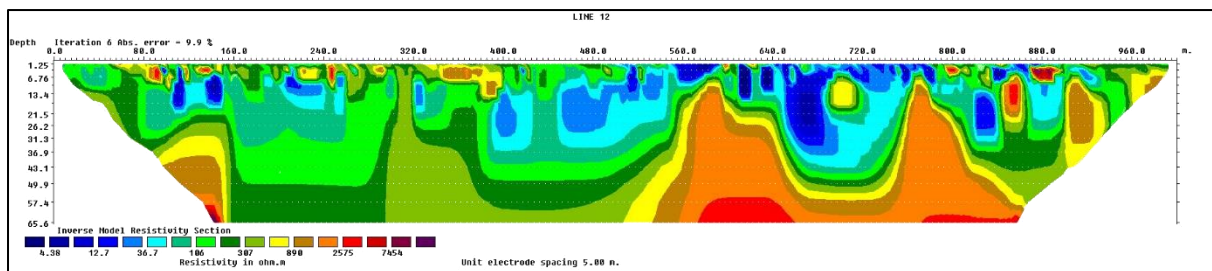 LINE 12
Depth Iteration 6 Abs. error = 9.9 %
0.0 80.0 160.0 240.0 320.0 400.0 480.0 560.0 640.0 720.0 800.0 880.0 960.0 m.
1.25
6.76
13.4
21.5
26.2
31.3
36.9
43.1
49.9
57.4
65.6
Inverse Model Resistivity Section
4.38 12.7 36.7 106 307 890 2575 7454
Resistivity in ohm.m Unit electrode spacing 5.00 m.